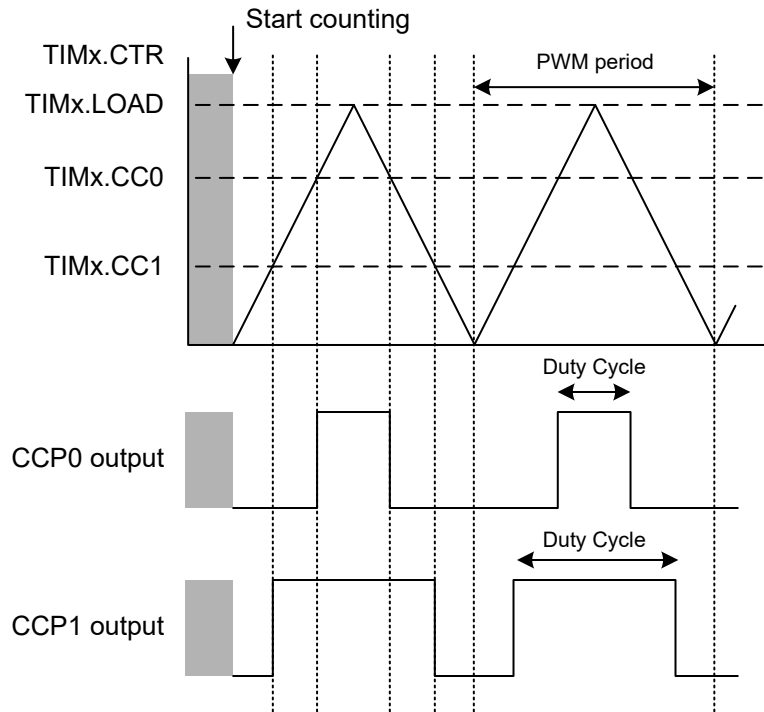 Start counting
TIMx.CTR
PWM period
TIMx.LOAD
TIMx.CC0
TIMx.CC1
Duty Cycle
CCP0 output
Duty Cycle
CCP1 output